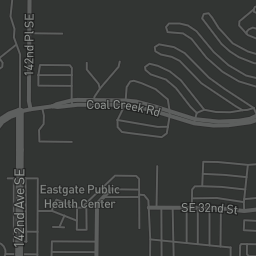 142nd Pl SE
Coal Creek Rd
Eastgate Public
Health Center
SE 32nd St
142nd Ave SE